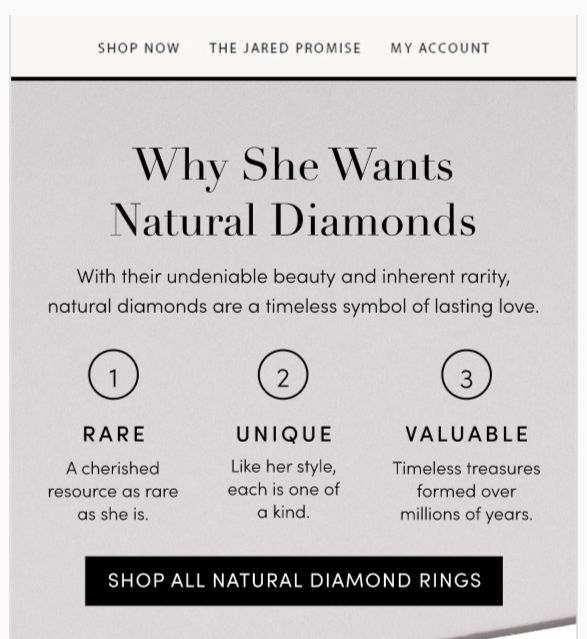 SHOP NOW THE JARED PROMISE MY ACCOUNT
Why She Wants
Natural Diamonds
With their undeniable beauty and inherent rarity,
natural diamonds are a timeless symbol of lasting love.
1
RARE
A cherished
resource as rare
as she is.
2
UNIQUE
Like her style,
each is one of
a kind.
3
VALUABLE
Timeless treasures
formed over
millions of years.
SHOP ALL NATURAL DIAMOND RINGS